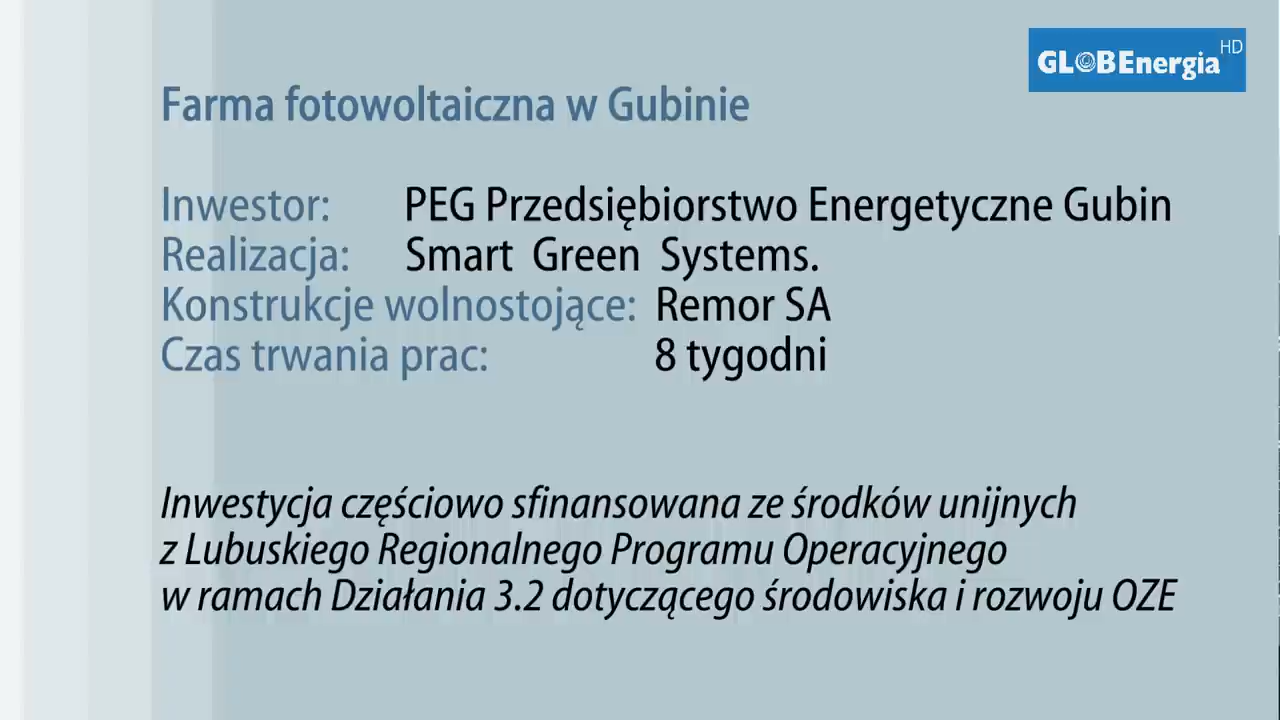 GLOBEnergia HD
Farma fotowoltaiczna w Gubinie
Inwestor: PEG Przedsiębiorstwo Energetyczne Gubin
Realizacja: Smart Green Systems.
Konstrukcje wolnostojące: Remor SA
Czas trwania prac: 8 tygodni
Inwestycja częściowo sfinansowana ze środków unijnych
z Lubuskiego Regionalnego Programu Operacyjnego
w ramach Działania 3.2 dotyczącego środowiska i rozwoju OZE